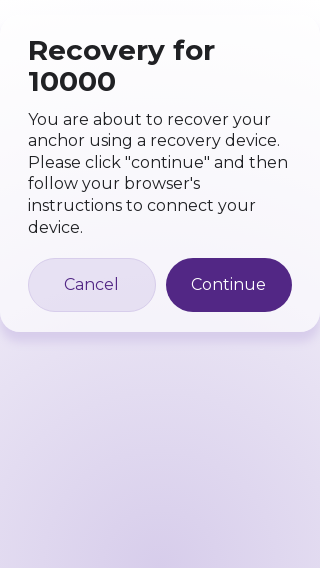 Recovery for
10000
You are about to recover your
anchor using a recovery device.
Please click "continue" and then
follow your browser's
instructions to connect your
device.
Cancel
Continue